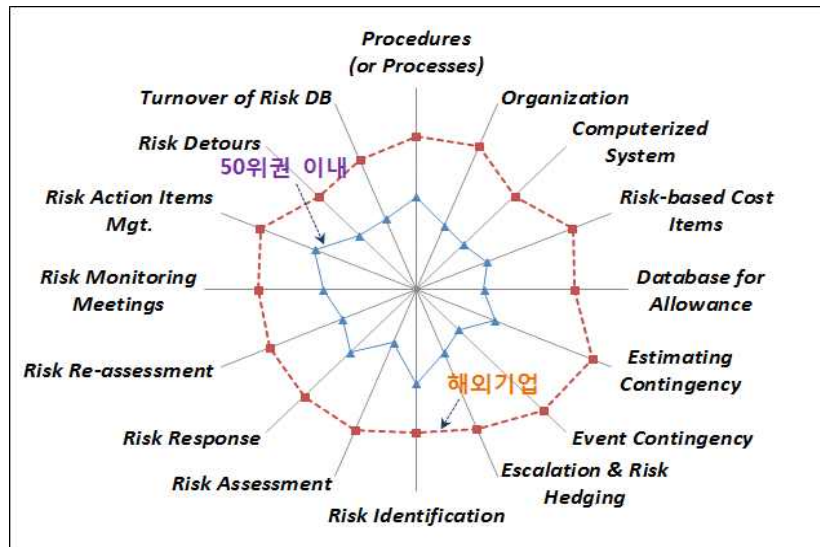 Procedures
(or Processes)
Turnover of Risk DB
Organization
Risk Detours
Computerized
System
50위권 이내
Risk Action Items
Mgt.
Risk-based Cost
Items
Risk Monitoring
Meetings
Database for
Allowance
Risk Re-assessment
Estimating
Contingency
해외기업
Risk Response
Event Contingency
Risk Assessment
Escalation & Risk
Hedging
Risk Identification